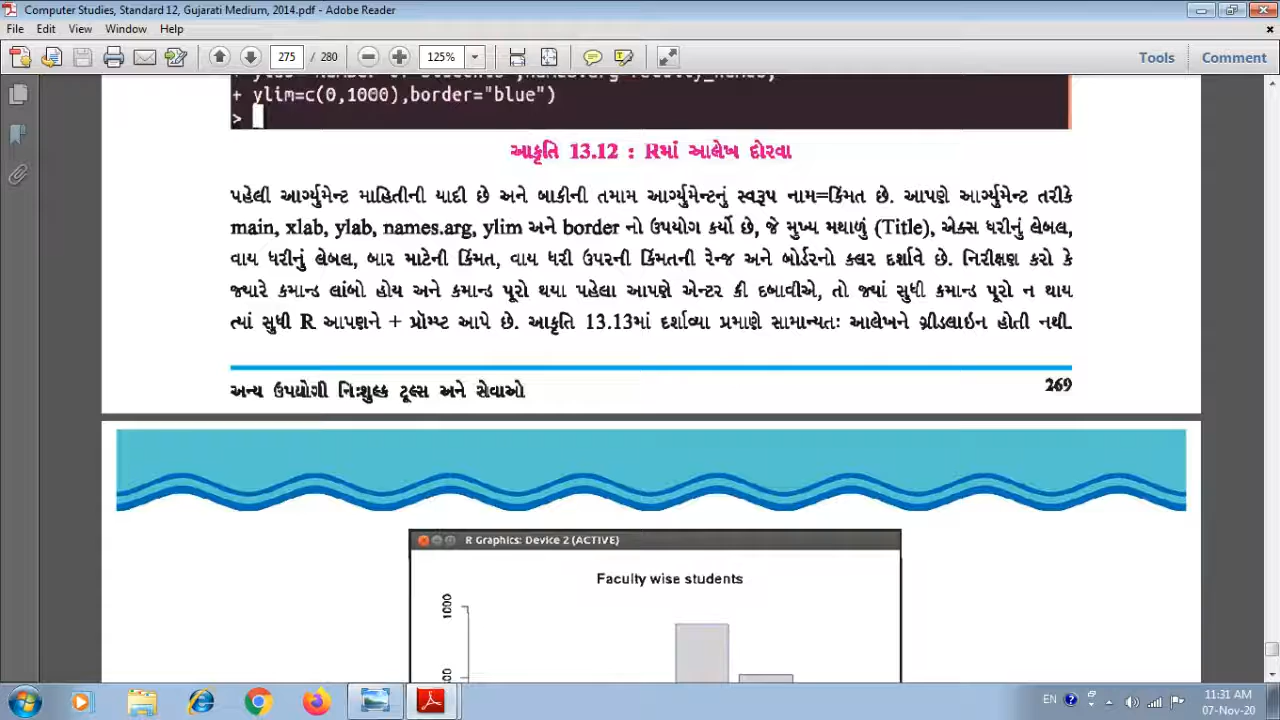 Computer Studies, Standard 12, Gujarati Medium, 2014.pdf - Adobe Reader
File Edit View Window Help
275 / 280 125% Tools Comment
+ ylim=c(0,1000),border="blue")
>
આકૃતિ 13.12 : Rમાં આલેખ દોરવા
પહેલી આર્ગ્યુમેન્ટ માહિતીની યાદી છે અને બાકીની તમામ આર્ગ્યુમેન્ટનું સ્વરૂપ નામ=કિંમત છે. આપણે આર્ગ્યુમેન્ટ તરીકે
main, xlab, ylab, names.arg, ylim અને border નો ઉપયોગ કર્યો છે, જે મુખ્ય મથાળું (Title), એક્સ ધરીનું લેબલ,
વાય ધરીનું લેબલ, બાર માટેની કિંમત, વાય ધરી ઉપરની કિંમતની રેન્જ અને બોર્ડરનો કલર દર્શાવે છે. નિરીક્ષણ કરો કે
જ્યારે કમાન્ડ લાંબો હોય અને કમાન્ડ પૂરો થયા પહેલા આપણે એન્ટર કી દબાવીએ, તો જ્યાં સુધી કમાન્ડ પૂરો ન થાય
ત્યાં સુધી R આપણને + પ્રૉમ્પ્ટ આપે છે. આકૃતિ 13.13માં દર્શાવ્યા પ્રમાણે સામાન્યતઃ આલેખને ગ્રીડલાઇન હોતી નથી.
અન્ય ઉપયોગી નિઃશુલ્ક ટૂલ્સ અને સેવાઓ 269
R Graphics: Device 2 (ACTIVE)
Faculty wise students
1000
EN 11:31 AM
07-Nov-20